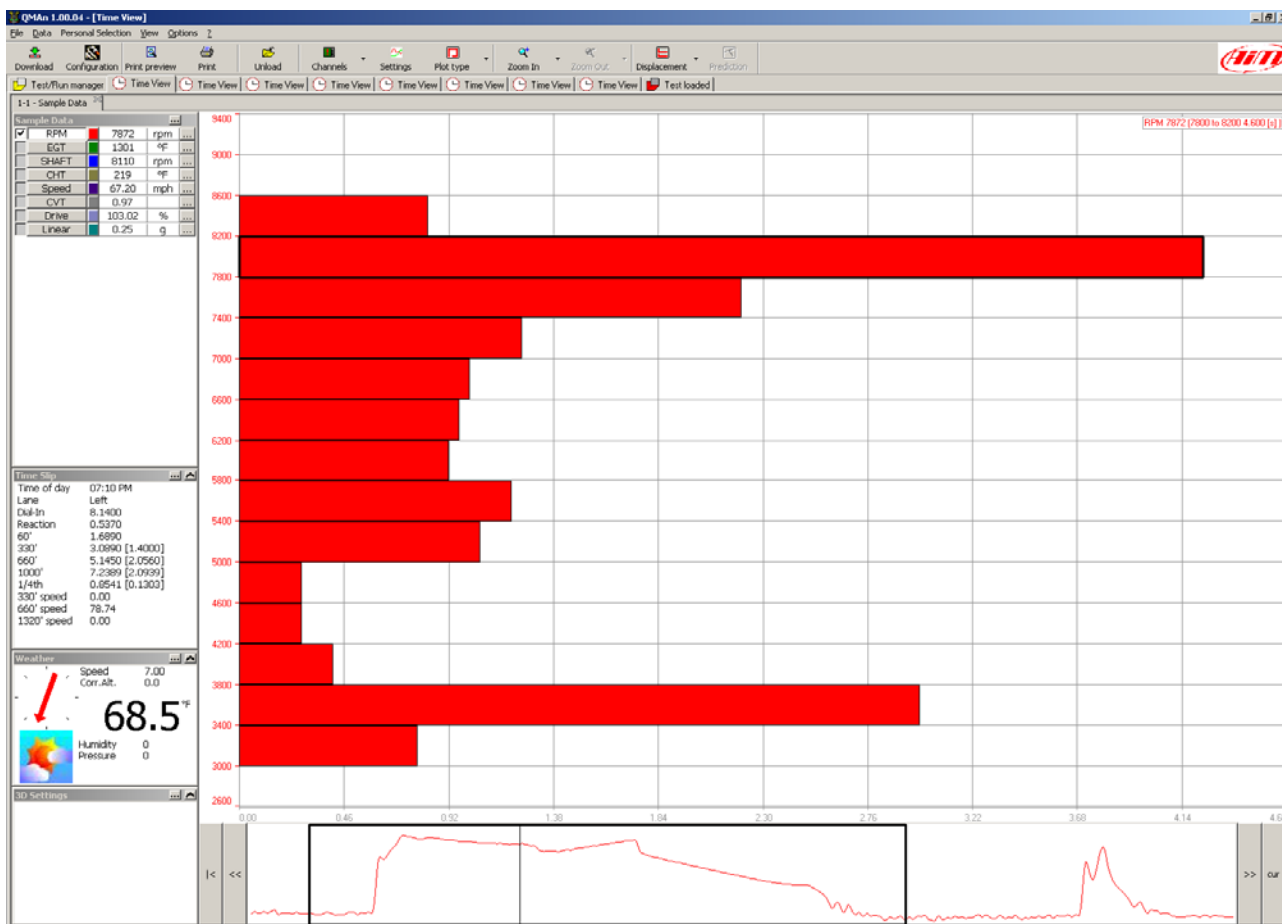 QMAn 1.00.04 - [Time View]
File Data Personal Selection View Options ?
Download Configuration Print preview Print Unload Channels Settings Plot type Zoom In Zoom Out Displacement Prediction
AiM
Test/Run manager Time View Time View Time View Time View Time View Time View Time View Time View Test loaded
1-1 - Sample Data
Sample Data
RPM 7872 rpm ...
EGT 1301 ºF ...
SHAFT 8110 rpm ...
CHT 219 ºF ...
Speed 67.20 mph ...
CVT 0.97 ...
Drive 103.02 % ...
Linear 0.25 g ...
Time Slip
Time of day 07:10 PM
Lane Left
Dial-In 8.1400
Reaction 0.5370
60' 1.6890
330' 3.0890 [1.4000]
660' 5.1450 [2.0560]
1000' 7.2389 [2.0939]
1/4th 0.8541 [0.1303]
330' speed 0.00
660' speed 78.74
1320' speed 0.00
Weather
Speed 7.00
Corr.Alt. 0.0
68.5 ºF
Humidity 0
Pressure 0
3D Settings
RPM 7872 [7800 to 8200 4.600 [s]
9400
9000
8600
8200
7800
7400
7000
6600
6200
5800
5400
5000
4600
4200
3800
3400
3000
2600
0.00 0.46 0.92 1.38 1.84 2.30 2.76 3.22 3.68 4.14 4.6
|< << >> cur